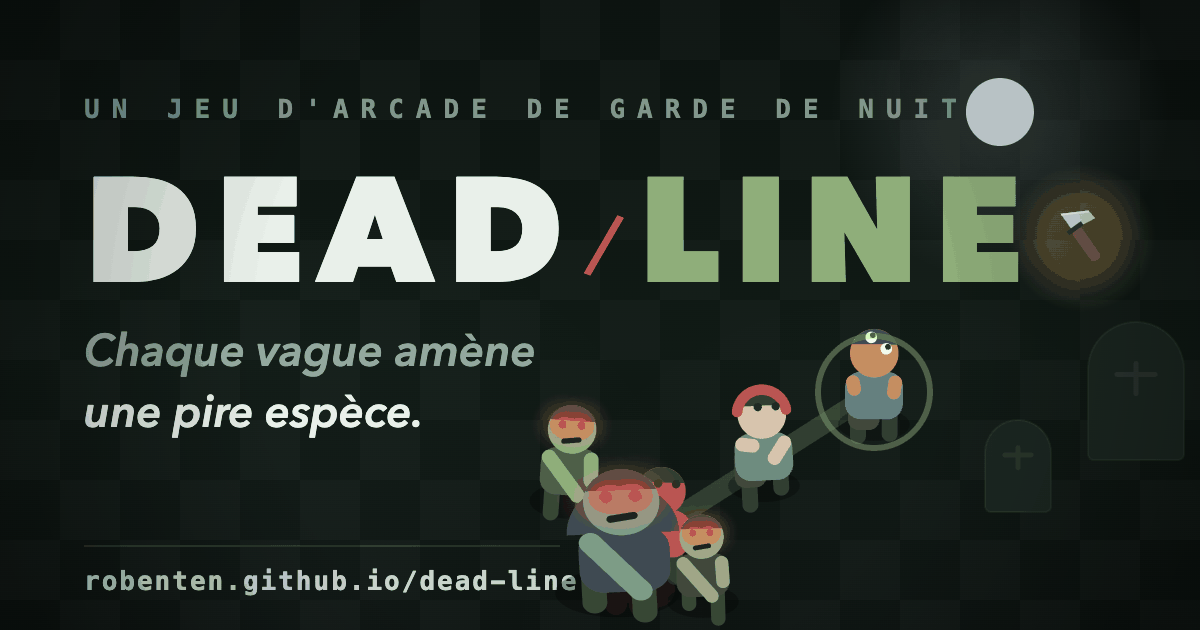 UN JEU D'ARCADE DE GARDE DE NUIT
DEAD/LINE
Chaque vague amène
une pire espèce.
robenten.github.io/dead-line